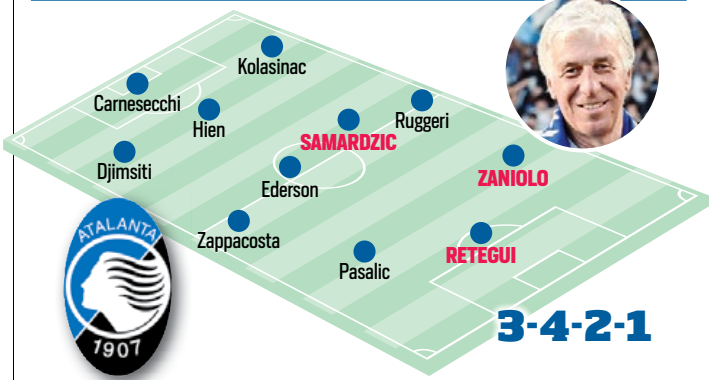 Kolasinac
Carnesecchi
Hien
Ruggeri
SAMARDZIC
Djimsiti
ZANIOLO
Ederson
Zappacosta
RETEGUI
Pasalic
ATALANTA
1907
3-4-2-1